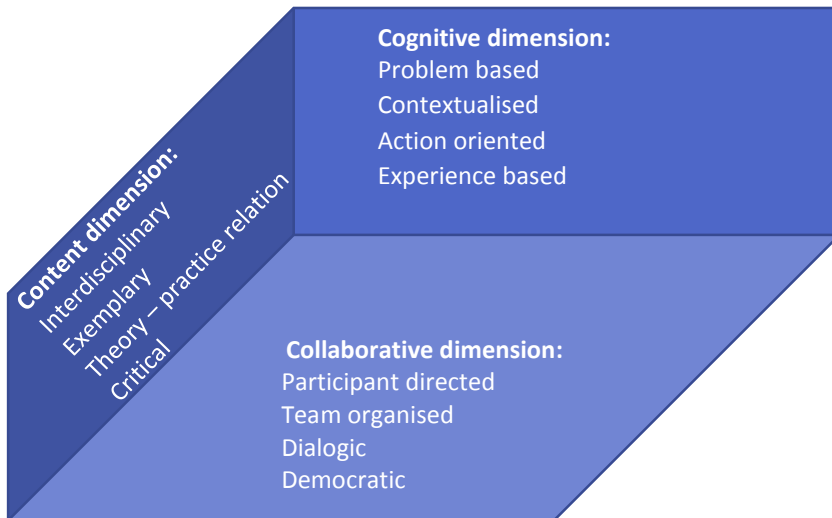 Cognitive dimension:
Problem based
Contextualised
Action oriented
Experience based
Content dimension:
Interdisciplinary
Exemplary
Theory – practice relation
Critical
Collaborative dimension:
Participant directed
Team organised
Dialogic
Democratic